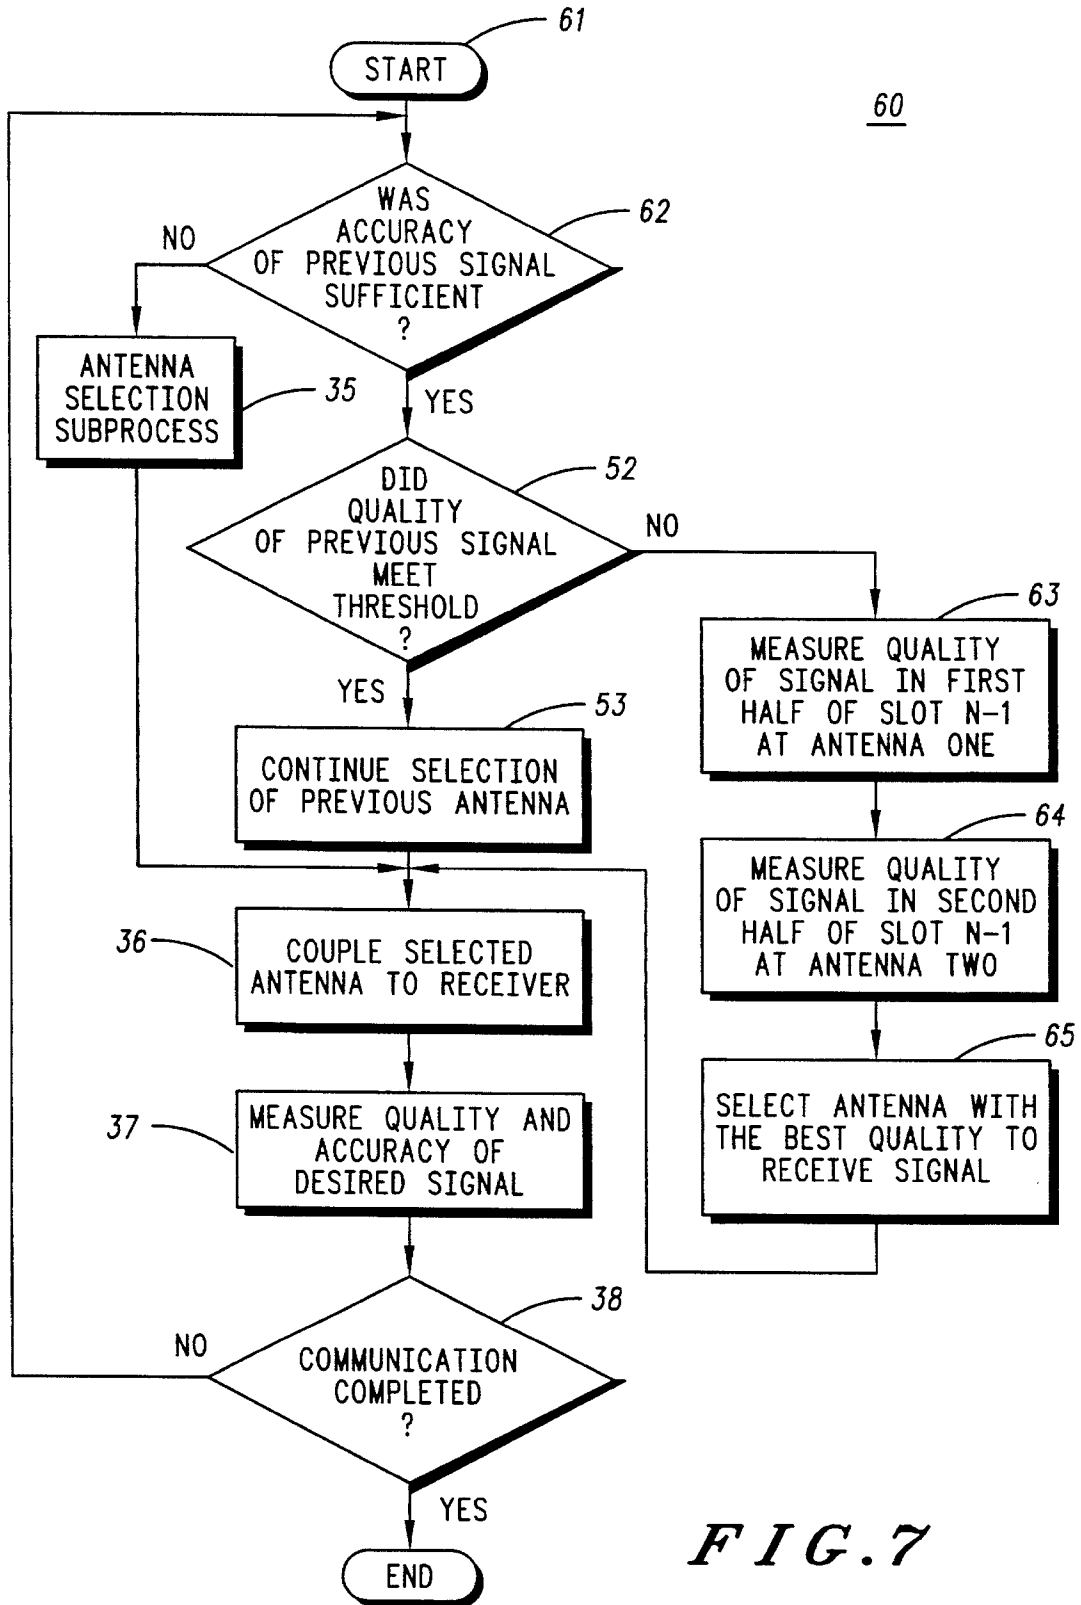 61
START
60
WAS
ACCURACY
OF PREVIOUS SIGNAL
SUFFICIENT
?
62
NO
YES
ANTENNA
SELECTION
SUBPROCESS
35
DID
QUALITY
OF PREVIOUS SIGNAL
MEET
THRESHOLD
?
52
NO
YES
53
CONTINUE SELECTION
OF PREVIOUS ANTENNA
63
MEASURE QUALITY
OF SIGNAL IN FIRST
HALF OF SLOT N-1
AT ANTENNA ONE
64
MEASURE QUALITY
OF SIGNAL IN SECOND
HALF OF SLOT N-1
AT ANTENNA TWO
65
SELECT ANTENNA WITH
THE BEST QUALITY TO
RECEIVE SIGNAL
36
COUPLE SELECTED
ANTENNA TO RECEIVER
37
MEASURE QUALITY AND
ACCURACY OF
DESIRED SIGNAL
38
NO
COMMUNICATION
COMPLETED
?
YES
END
FIG.7